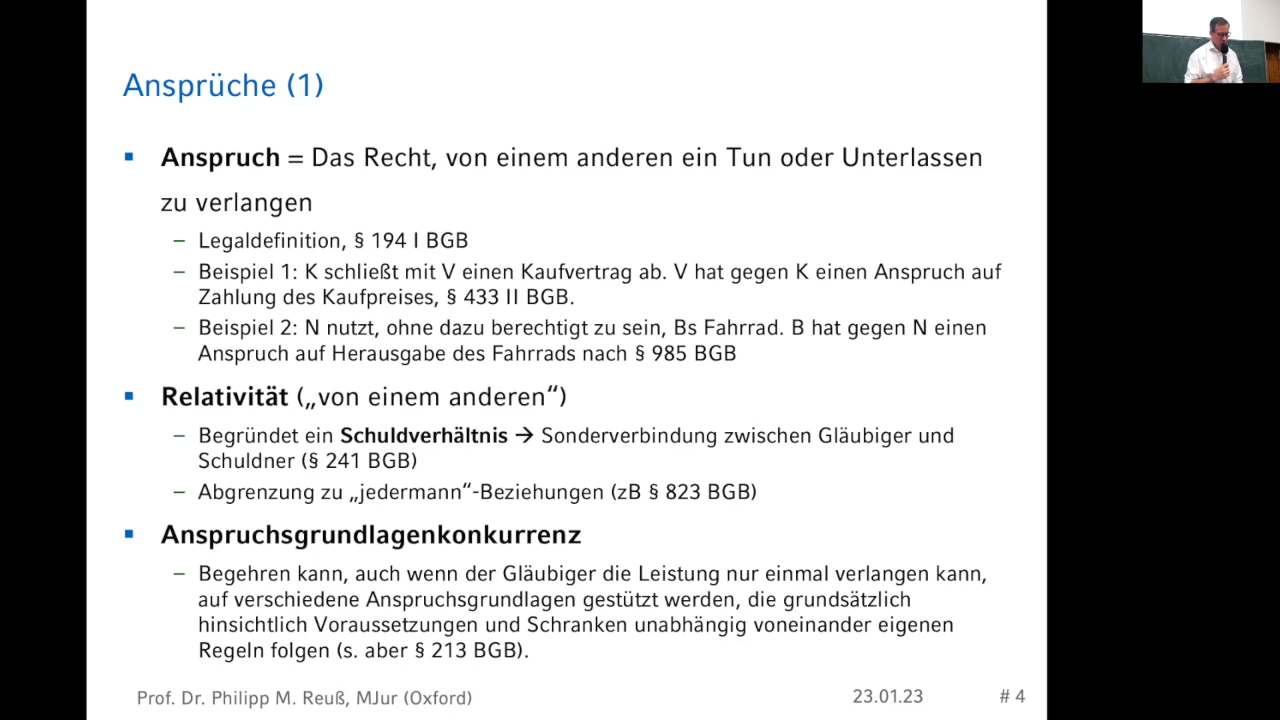 Ansprüche (1)
▪ Anspruch = Das Recht, von einem anderen ein Tun oder Unterlassen
zu verlangen
– Legaldefinition, § 194 I BGB
– Beispiel 1: K schließt mit V einen Kaufvertrag ab. V hat gegen K einen Anspruch auf
Zahlung des Kaufpreises, § 433 II BGB.
– Beispiel 2: N nutzt, ohne dazu berechtigt zu sein, Bs Fahrrad. B hat gegen N einen
Anspruch auf Herausgabe des Fahrrads nach § 985 BGB
▪ Relativität („von einem anderen“)
– Begründet ein Schuldverhältnis → Sonderverbindung zwischen Gläubiger und
Schuldner (§ 241 BGB)
– Abgrenzung zu „jedermann“-Beziehungen (zB § 823 BGB)
▪ Anspruchsgrundlagenkonkurrenz
– Begehren kann, auch wenn der Gläubiger die Leistung nur einmal verlangen kann,
auf verschiedene Anspruchsgrundlagen gestützt werden, die grundsätzlich
hinsichtlich Voraussetzungen und Schranken unabhängig voneinander eigenen
Regeln folgen (s. aber § 213 BGB).
Prof. Dr. Philipp M. Reuß, MJur (Oxford) 23.01.23 # 4